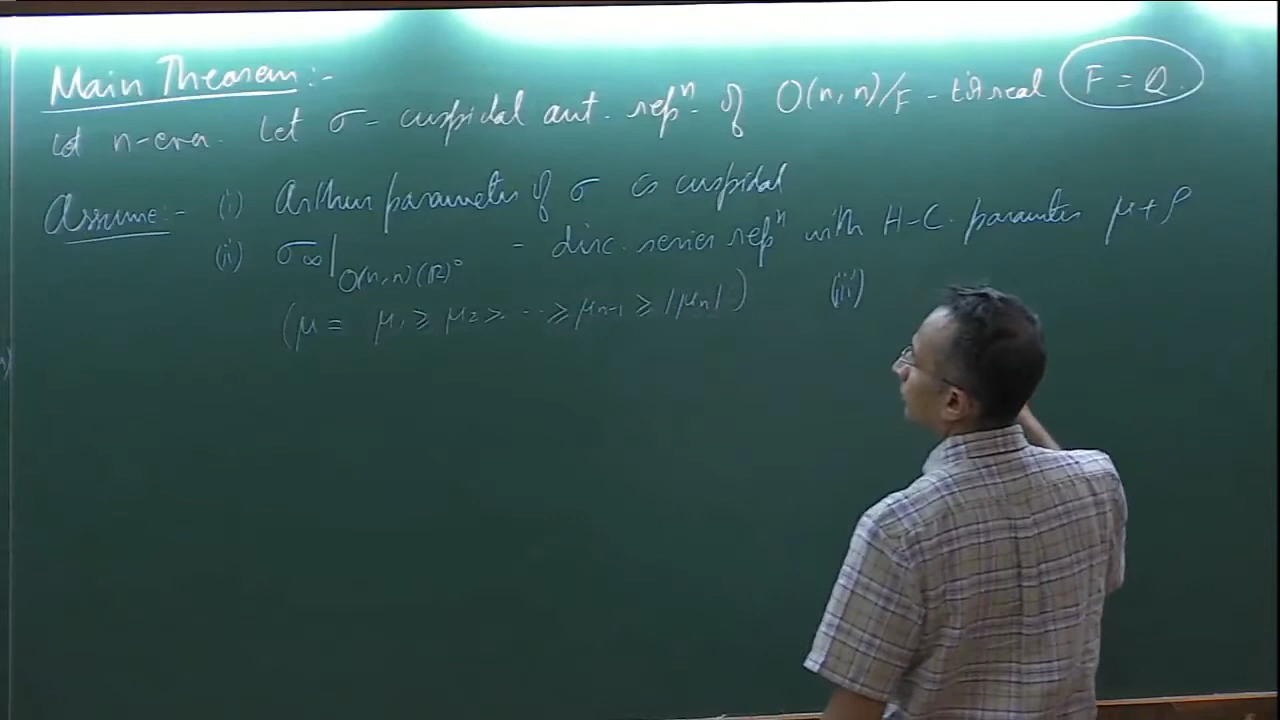 Main Theorem :-
Let n-even. Let σ - cuspidal aut. repⁿ. of O(n,n)/F - tot real F = Q.
Assume :- (i) Arthur parameter of σ is cuspidal
(ii) σ∞|O(n,n)(ℝ)° - disc. series repⁿ with H-C. parameter μ+ρ
(μ = μ₁ ≥ μ₂ ≥ ... ≥ μₙ₋₁ ≥ |μₙ|) (iii)